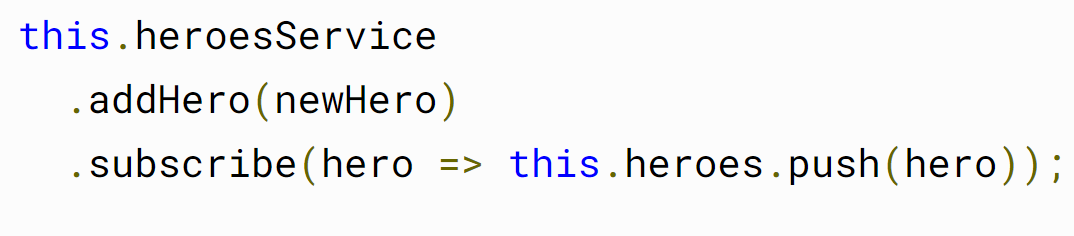 this.heroesService
  .addHero(newHero)
  .subscribe(hero => this.heroes.push(hero));